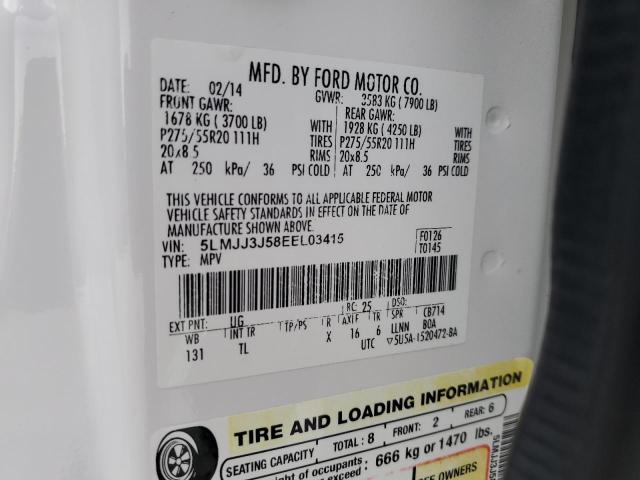 MFD. BY FORD MOTOR CO.
DATE: 02/14 GVWR: 3583 KG ( 7900 LB)
FRONT GAWR: REAR GAWR:
1678 KG ( 3700 LB) WITH 1928 KG ( 4250 LB) WITH
P275/55R20 111H TIRES P275/55R20 111H TIRES
20x8.5 RIMS 20x8.5 RIMS
AT 250 kPa/ 36 PSI COLD AT 250 kPa/ 36 PSI COLD
THIS VEHICLE CONFORMS TO ALL APPLICABLE FEDERAL MOTOR
VEHICLE SAFETY STANDARDS IN EFFECT ON THE DATE OF
MANUFACTURE SHOWN ABOVE.
VIN: 5LMJJ3J58EEL03415 F0126
TYPE: MPV T0145
EXT PNT: UG RC: 25 DSO:
WB INT TR TP/PS R AXLE TR SPR CB714
131 TL X 16 6 LLNN BOA
UTC ▽5U5A-1520472-BA
TIRE AND LOADING INFORMATION
SEATING CAPACITY TOTAL: 8 FRONT: 2 REAR: 6
666 kg or 1470 lbs.
SEE OWNERS